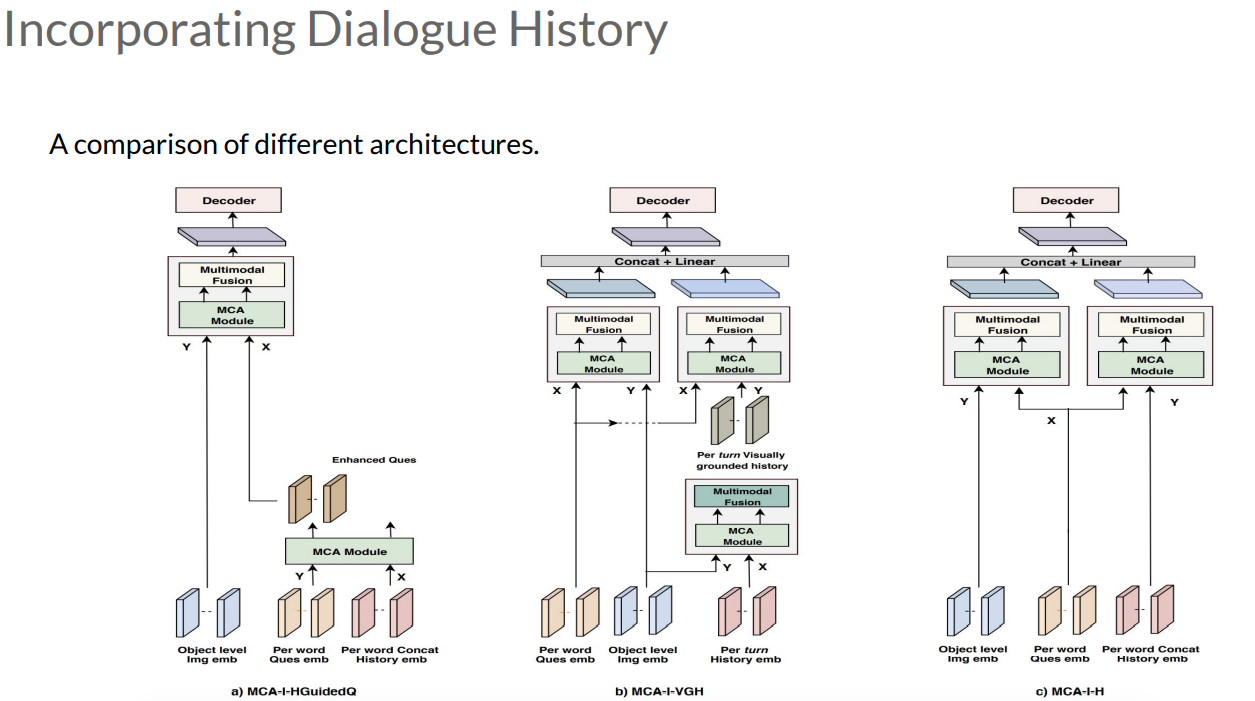 Incorporating Dialogue History
A comparison of different architectures.
Decoder
Multimodal
Fusion
MCA
Module
Y
X
Enhanced Ques
MCA Module
Y
X
Object level
Img emb
Per word
Ques emb
Per word Concat
History emb
a) MCA-I-HGuidedQ
Decoder
Concat + Linear
Multimodal
Fusion
MCA
Module
Multimodal
Fusion
MCA
Module
X
Y
X
Y
Per turn Visually
grounded history
Multimodal
Fusion
MCA
Module
Y
X
Per word
Ques emb
Object level
Img emb
Per turn
History emb
b) MCA-I-VGH
Decoder
Concat + Linear
Multimodal
Fusion
MCA
Module
Multimodal
Fusion
MCA
Module
Y
X
Y
Object level
Img emb
Per word
Ques emb
Per word Concat
History emb
c) MCA-I-H